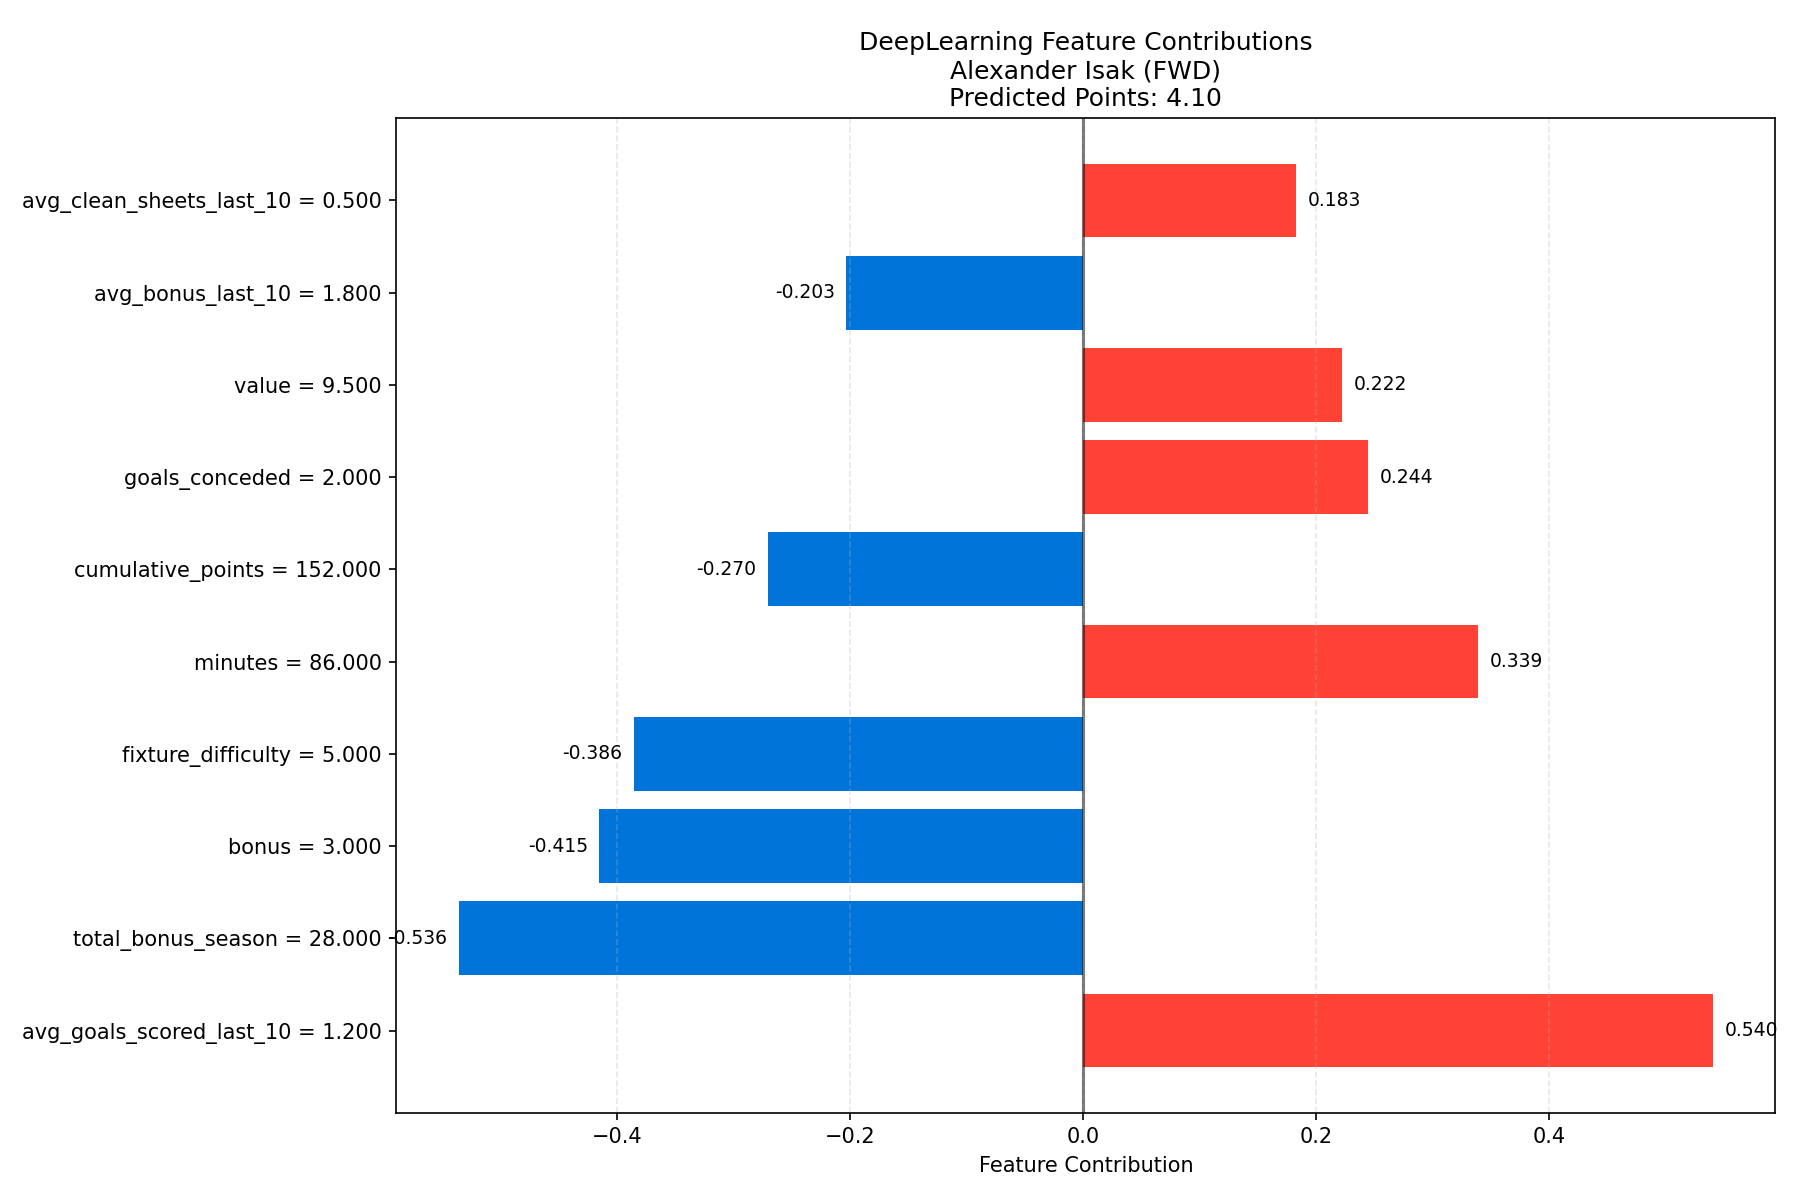 DeepLearning Feature Contributions
Alexander Isak (FWD)
Predicted Points: 4.10
avg_clean_sheets_last_10 = 0.500
0.183
avg_bonus_last_10 = 1.800
-0.203
value = 9.500
0.222
goals_conceded = 2.000
0.244
cumulative_points = 152.000
-0.270
minutes = 86.000
0.339
fixture_difficulty = 5.000
-0.386
bonus = 3.000
-0.415
total_bonus_season = 28.000
0.536
avg_goals_scored_last_10 = 1.200
0.540
−0.4
−0.2
0.0
0.2
0.4
Feature Contribution